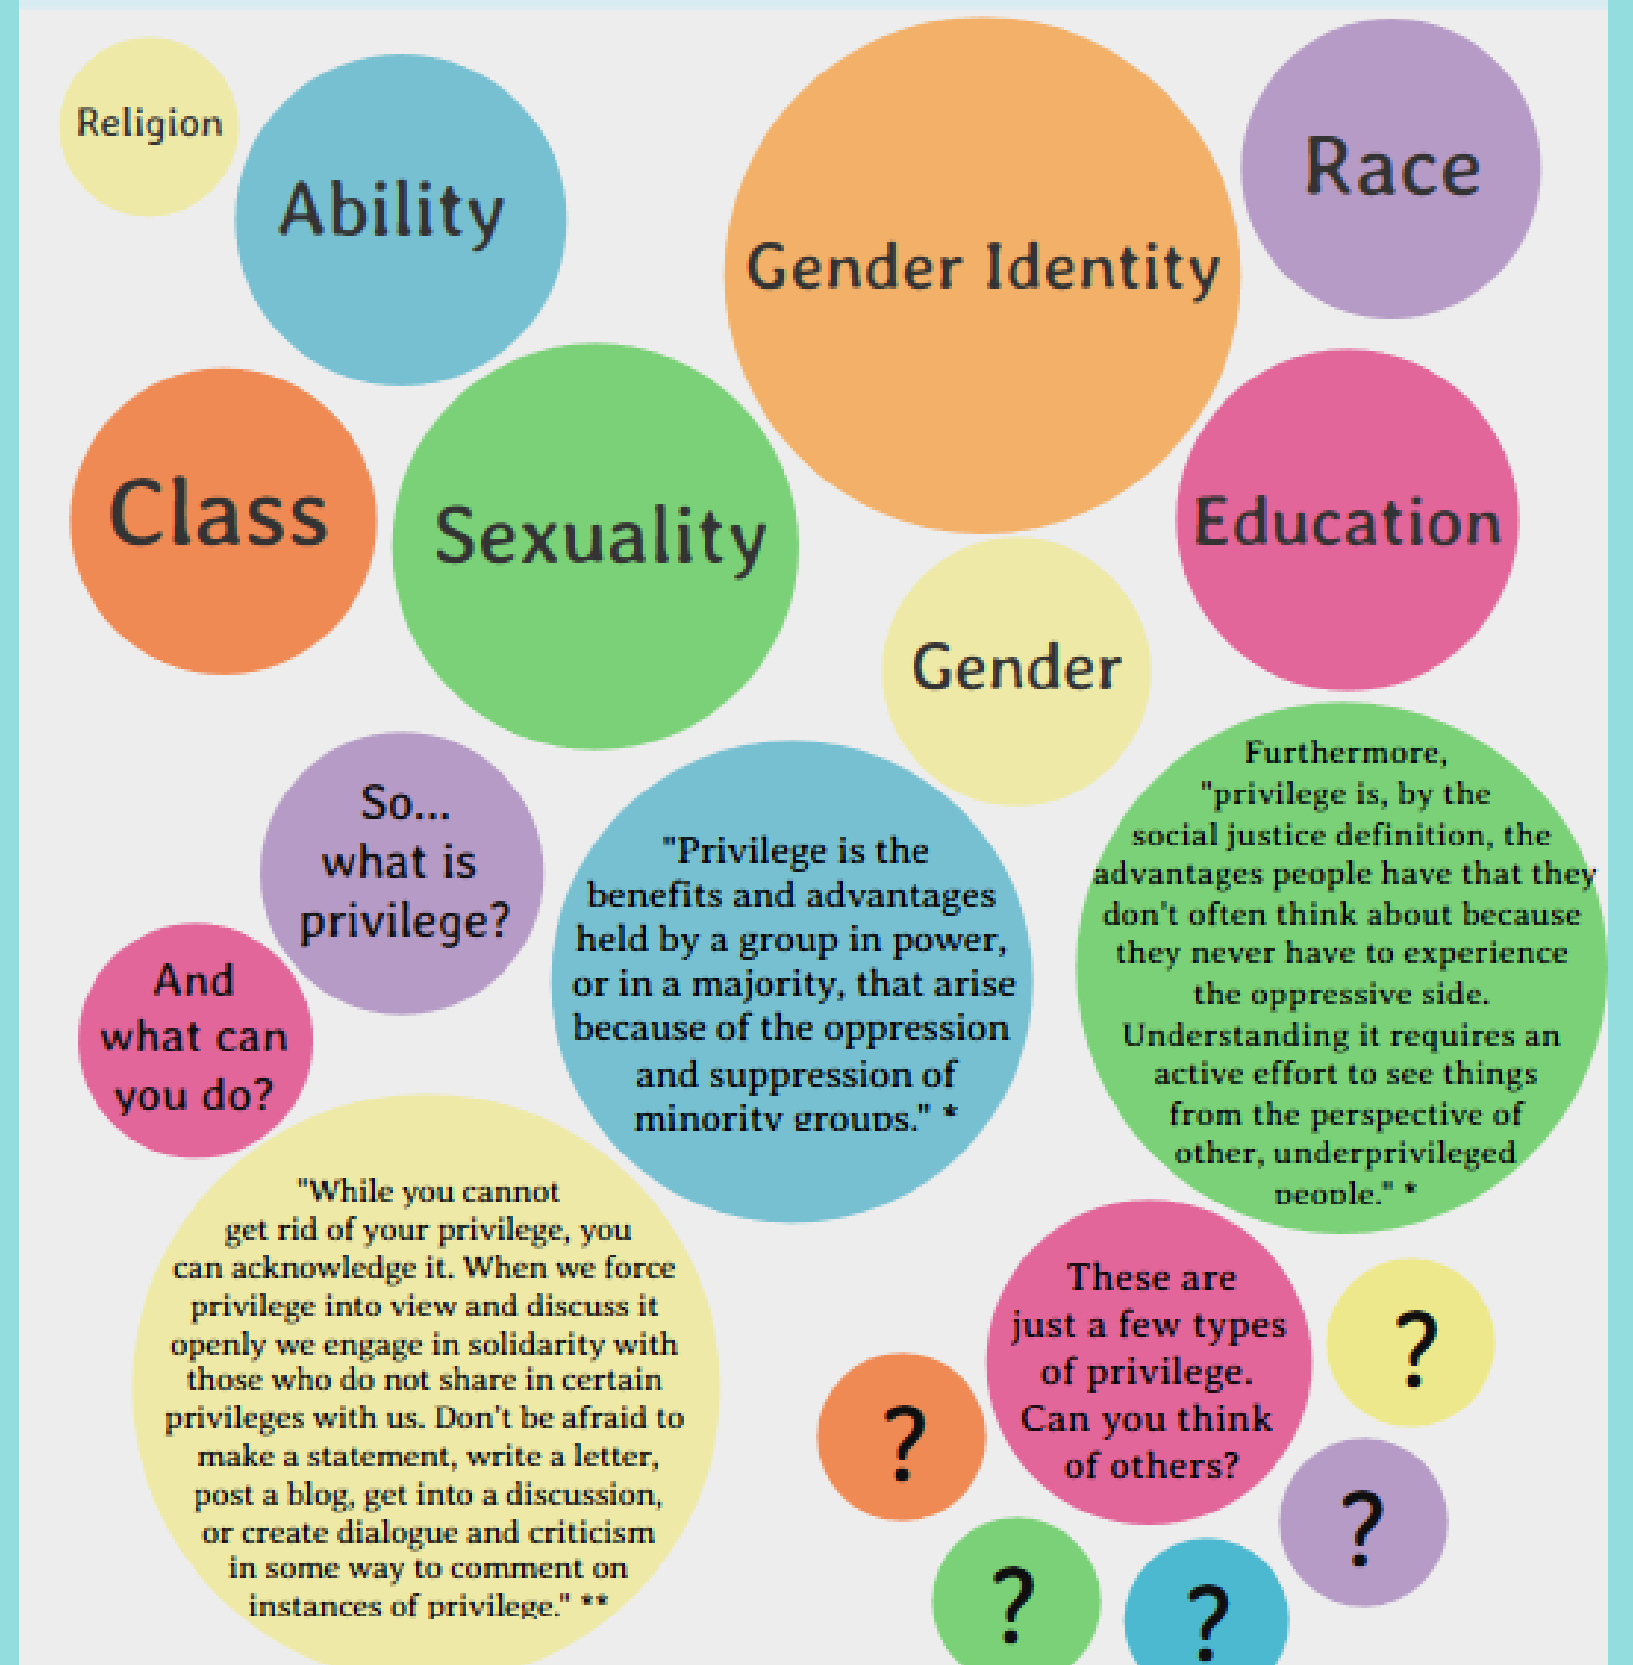 Religion
Ability
Gender Identity
Race
Class
Sexuality
Education
Gender
So...
what is
privilege?
And
what can
you do?
"Privilege is the
benefits and advantages
held by a group in power,
or in a majority, that arise
because of the oppression
and suppression of
minority groups." *
Furthermore,
"privilege is, by the
social justice definition, the
advantages people have that they
don't often think about because
they never have to experience
the oppressive side.
Understanding it requires an
active effort to see things
from the perspective of
other, underprivileged
people." *
"While you cannot
get rid of your privilege, you
can acknowledge it. When we force
privilege into view and discuss it
openly we engage in solidarity with
those who do not share in certain
privileges with us. Don't be afraid to
make a statement, write a letter,
post a blog, get into a discussion,
or create dialogue and criticism
in some way to comment on
instances of privilege." **
These are
just a few types
of privilege.
Can you think
of others?
?
?
?
?
?